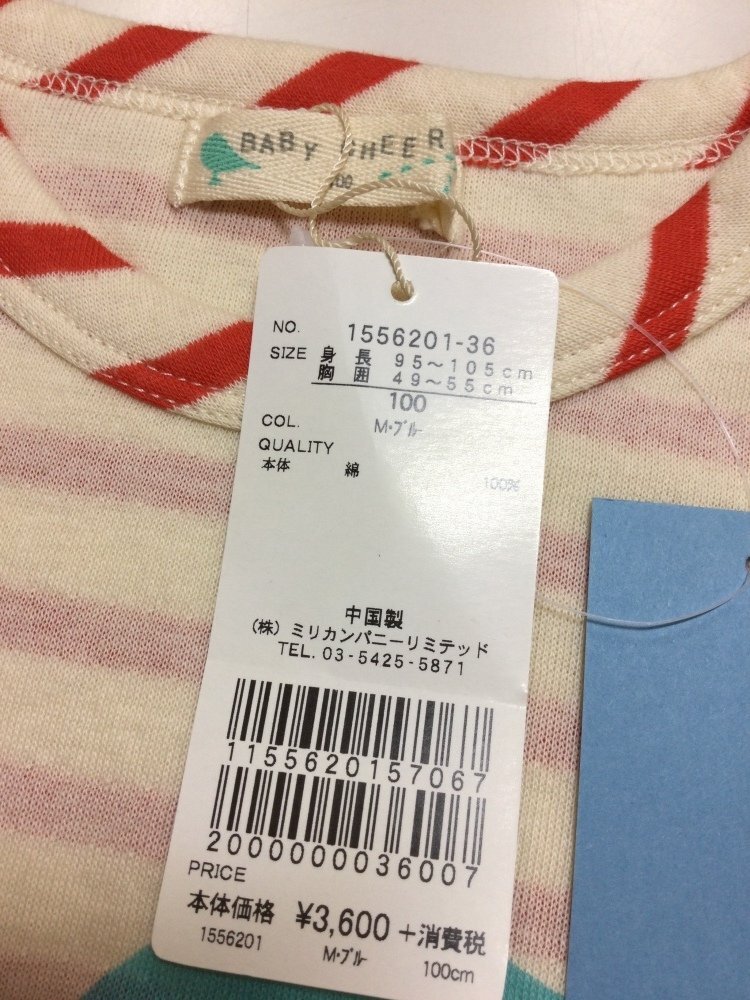 BABY CHEER
100
NO. 1556201-36
SIZE 身長 95～105cm
胸囲 49～55cm
100
COL. M・ブルー
QUALITY
本体 綿 100%
中国製
(株) ミリカンパニーリミテッド
TEL. 03-5425-5871
1155620157067
2000000036007
PRICE
本体価格 ¥3,600 +消費税
1556201 M・ブルー 100cm